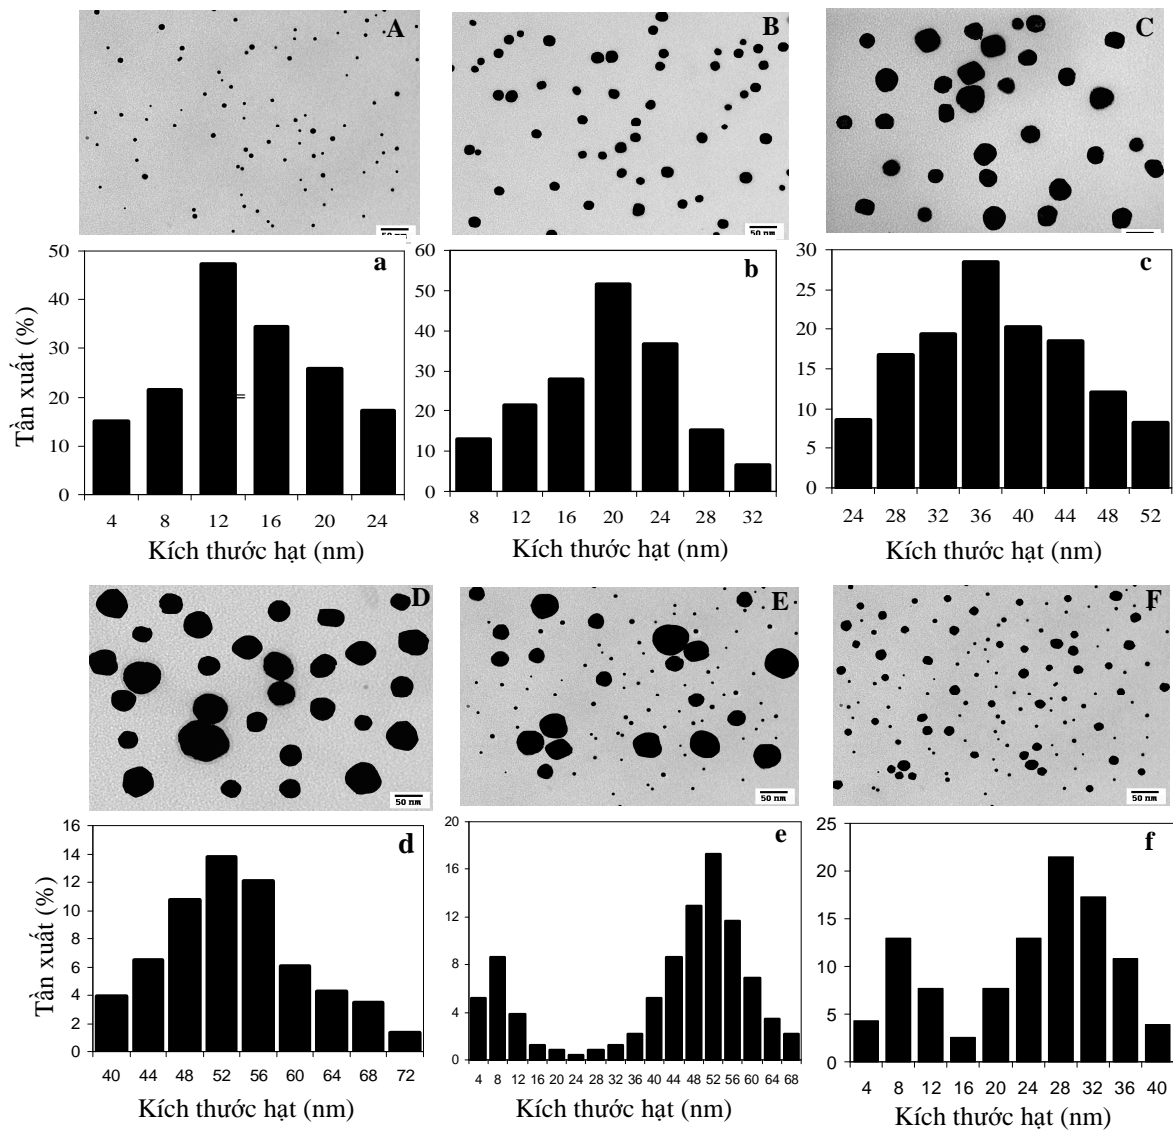 A
50 nm
B
50 nm
C
50
40
30
20
10
0
a
4 8 12 16 20 24
Tần xuất (%)
Kích thước hạt (nm)
60
50
40
30
20
10
0
b
8 12 16 20 24 28 32
Kích thước hạt (nm)
30
25
20
15
10
5
0
c
24 28 32 36 40 44 48 52
Kích thước hạt (nm)
D
50 nm
E
50 nm
F
50 nm
16
14
12
10
8
6
4
2
0
d
40 44 48 52 56 60 64 68 72
Tần xuất (%)
Kích thước hạt (nm)
20
16
12
8
4
0
e
4 8 12 16 20 24 28 32 36 40 44 48 52 56 60 64 68
Kích thước hạt (nm)
25
20
15
10
5
0
f
4 8 12 16 20 24 28 32 36 40
Kích thước hạt (nm)